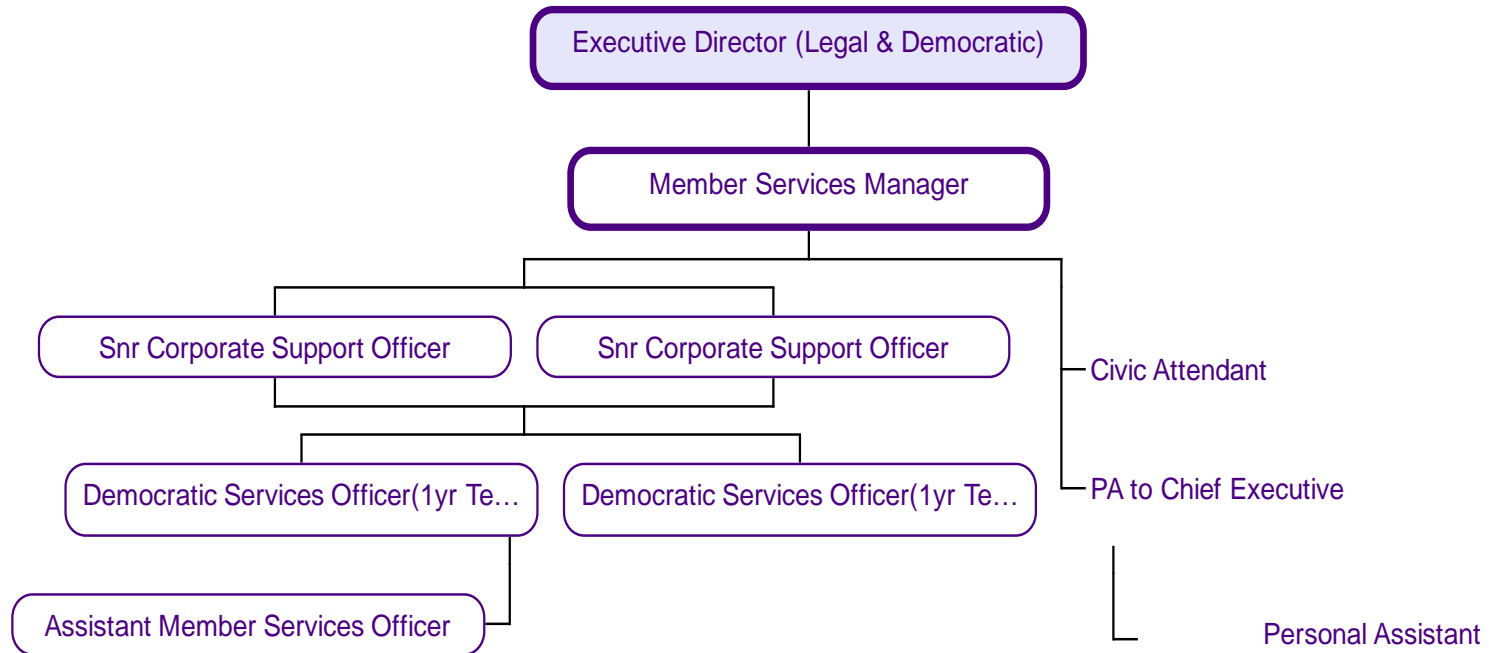 Executive Director (Legal & Democratic)
Member Services Manager
Snr Corporate Support Officer
Snr Corporate Support Officer
Civic Attendant
Democratic Services Officer(1yr Te…
Democratic Services Officer(1yr Te…
PA to Chief Executive
Assistant Member Services Officer
Personal Assistant